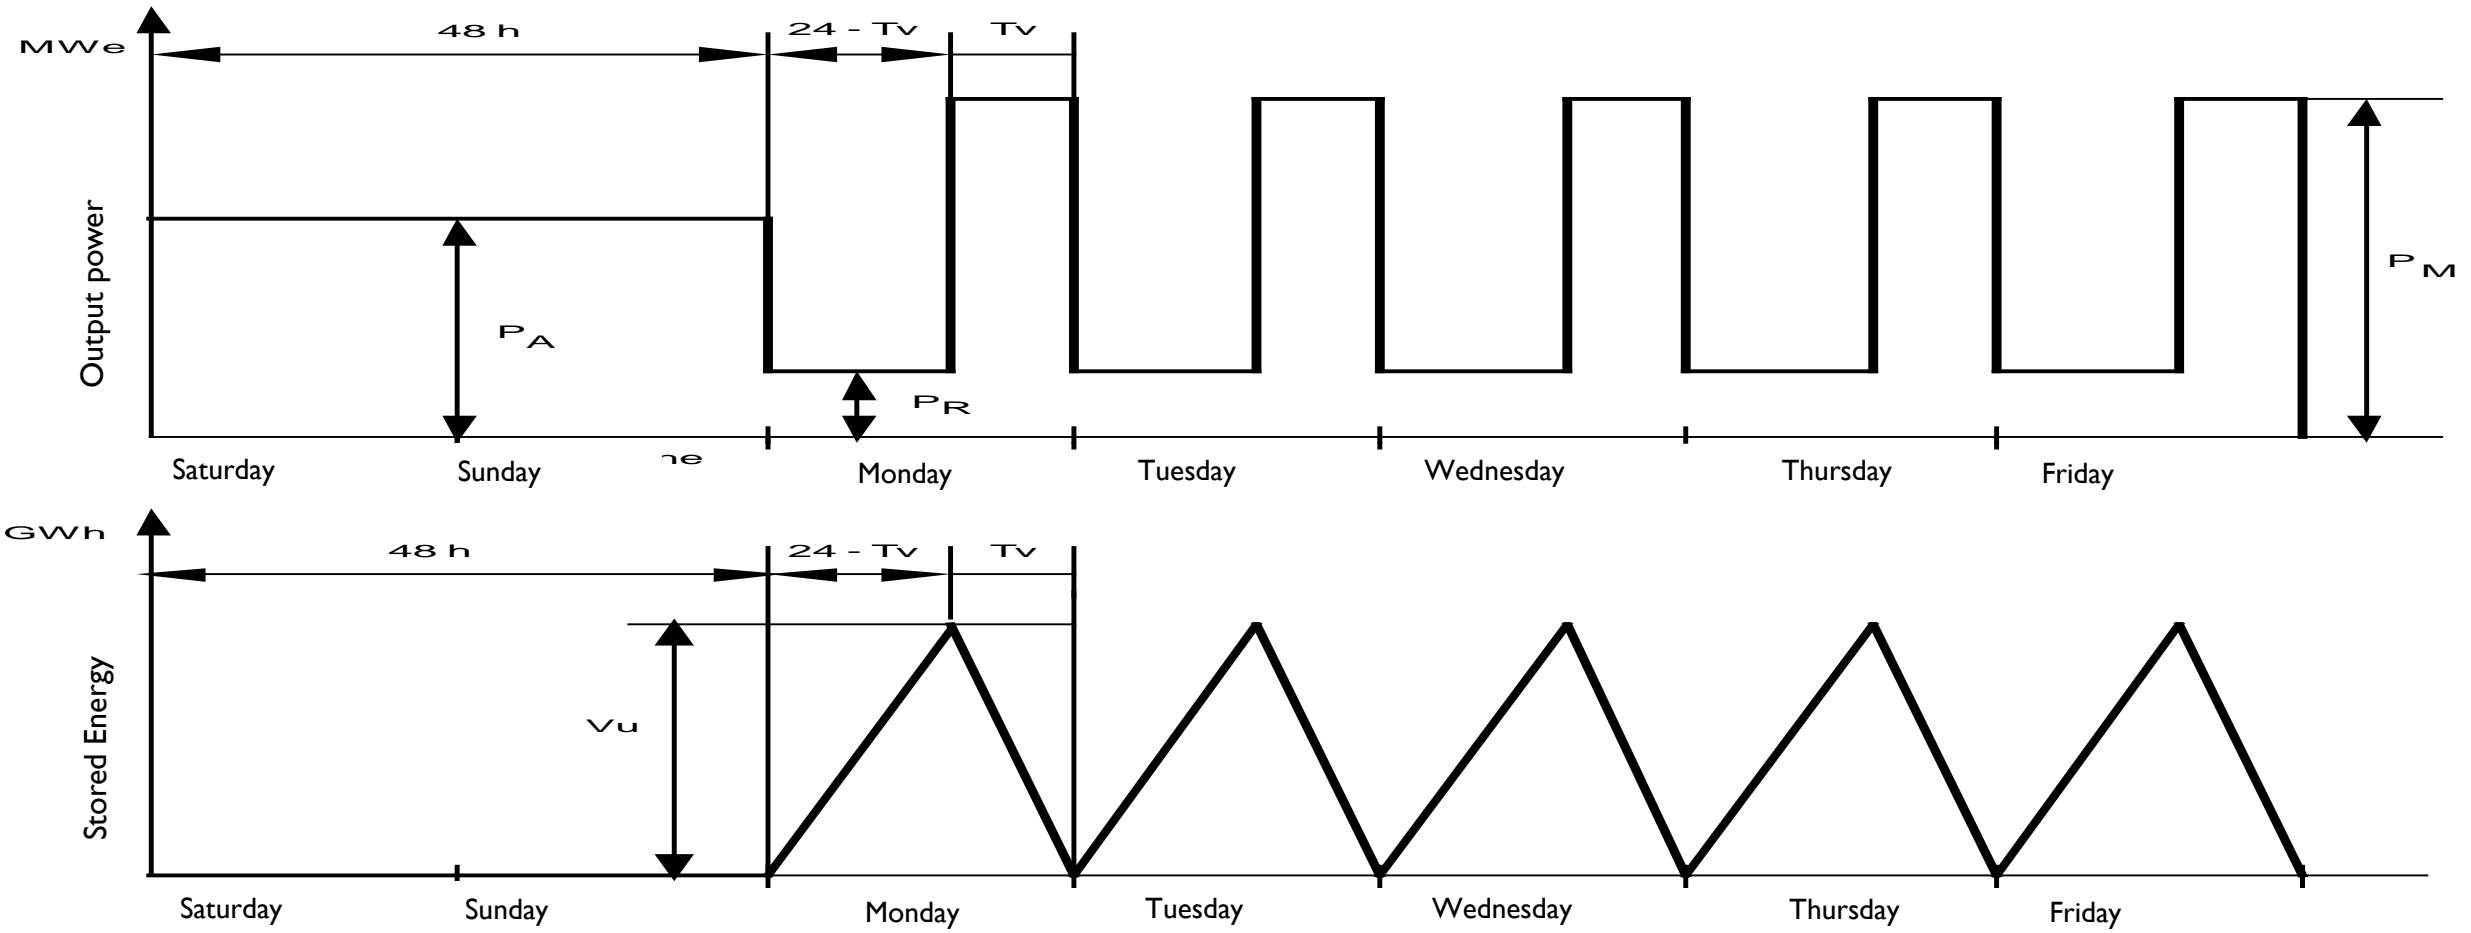 48 h
24 - Tv
Tv
MWe
Output power
PA
PR
PM
Saturday
Sunday
Monday
Tuesday
Wednesday
Thursday
Friday
GWh
48 h
24 - Tv
Tv
Stored Energy
Vu
Saturday
Sunday
Monday
Tuesday
Wednesday
Thursday
Friday